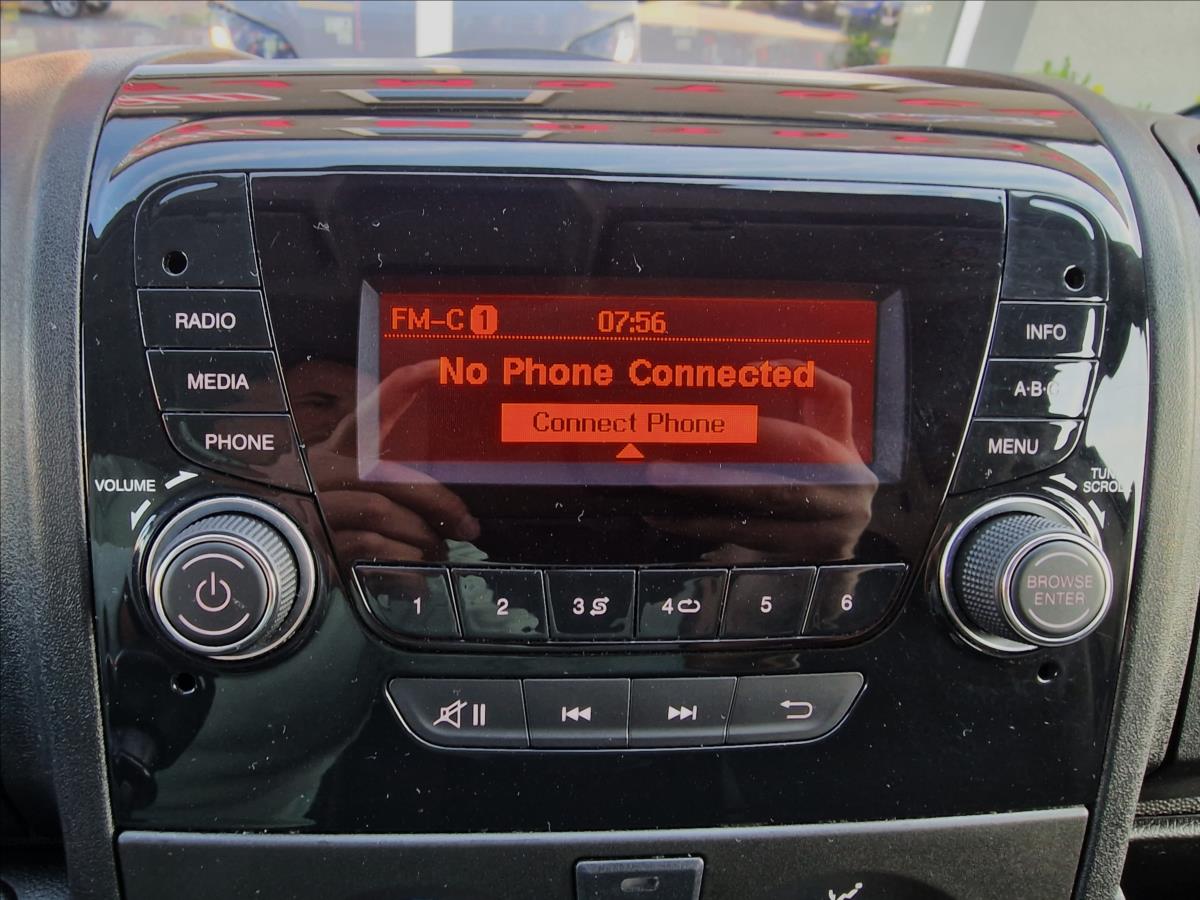 FM-C 1 07:56
No Phone Connected
Connect Phone
RADIO
MEDIA
PHONE
VOLUME
INFO
A·B·C
MENU
TUNE
SCROLL
BROWSE
ENTER
1 2 3 4 5 6